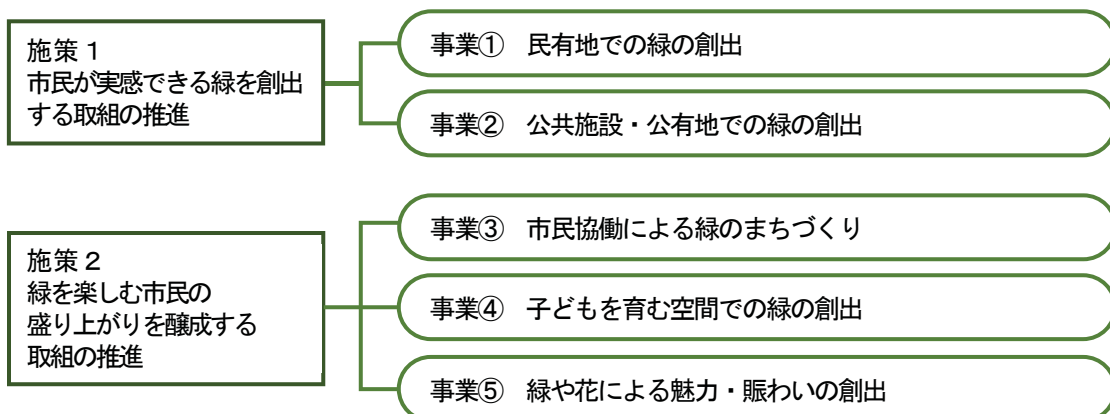 施策1
市民が実感できる緑を創出
する取組の推進
事業① 民有地での緑の創出
事業② 公共施設・公有地での緑の創出
施策2
緑を楽しむ市民の
盛り上がりを醸成する
取組の推進
事業③ 市民協働による緑のまちづくり
事業④ 子どもを育む空間での緑の創出
事業⑤ 緑や花による魅力・賑わいの創出